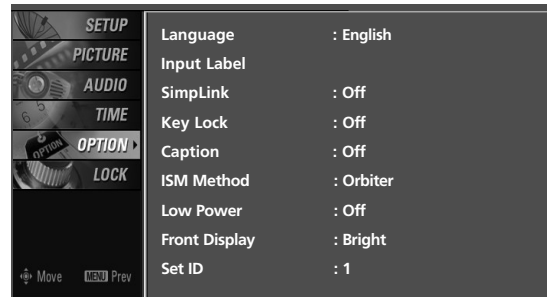 SETUP
PICTURE
AUDIO
TIME
OPTION
LOCK
Move MENU Prev
Language : English
Input Label
SimpLink : Off
Key Lock : Off
Caption : Off
ISM Method : Orbiter
Low Power : Off
Front Display : Bright
Set ID : 1